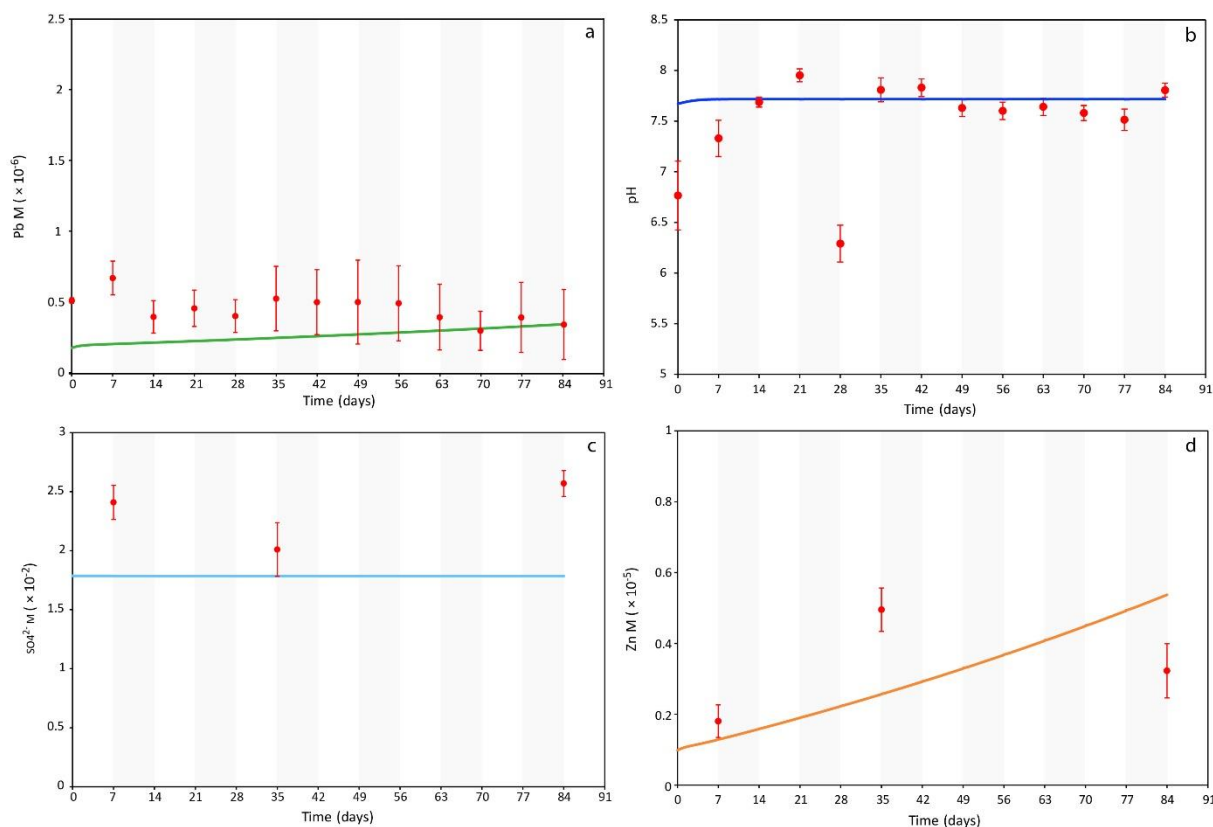 a
2.5
2
1.5
1
0.5
0
Pb M ( × 10⁻⁶)
0 7 14 21 28 35 42 49 56 63 70 77 84 91
Time (days)
b
8.5
8
7.5
7
6.5
6
5.5
5
pH
0 7 14 21 28 35 42 49 56 63 70 77 84 91
Time (days)
c
3
2.5
2
1.5
1
0.5
0
SO4²⁻ M ( × 10⁻²)
0 7 14 21 28 35 42 49 56 63 70 77 84 91
Time (days)
d
1
0.8
0.6
0.4
0.2
0
Zn M ( × 10⁻⁵)
0 7 14 21 28 35 42 49 56 63 70 77 84 91
Time (days)